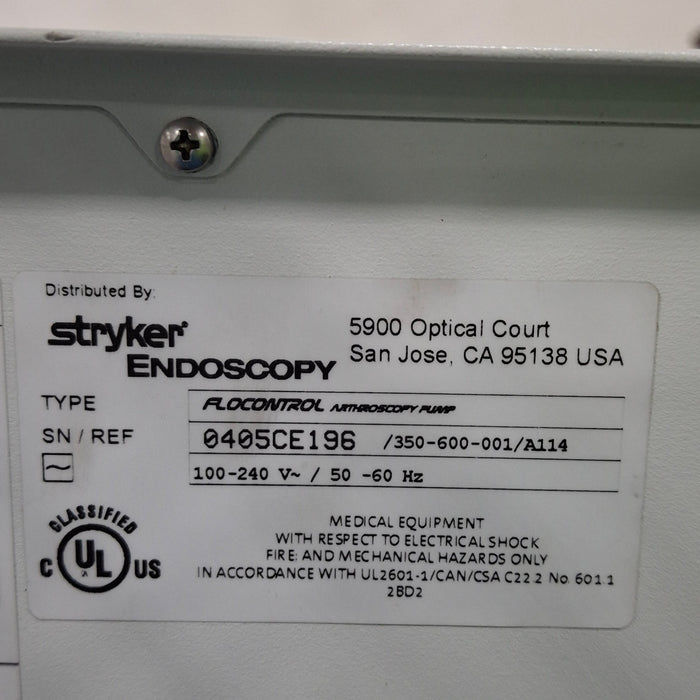 Distributed By:
stryker
ENDOSCOPY
5900 Optical Court
San Jose, CA 95138 USA
TYPE
FLOCONTROL ARTHROSCOPY PUMP
SN / REF
0405CE196 /350-600-001/A114
100-240 V~ / 50 -60 Hz
CLASSIFIED
C UL US
MEDICAL EQUIPMENT
WITH RESPECT TO ELECTRICAL SHOCK
FIRE: AND MECHANICAL HAZARDS ONLY
IN ACCORDANCE WITH UL2601-1/CAN/CSA C22.2 No. 601.1
2BD2